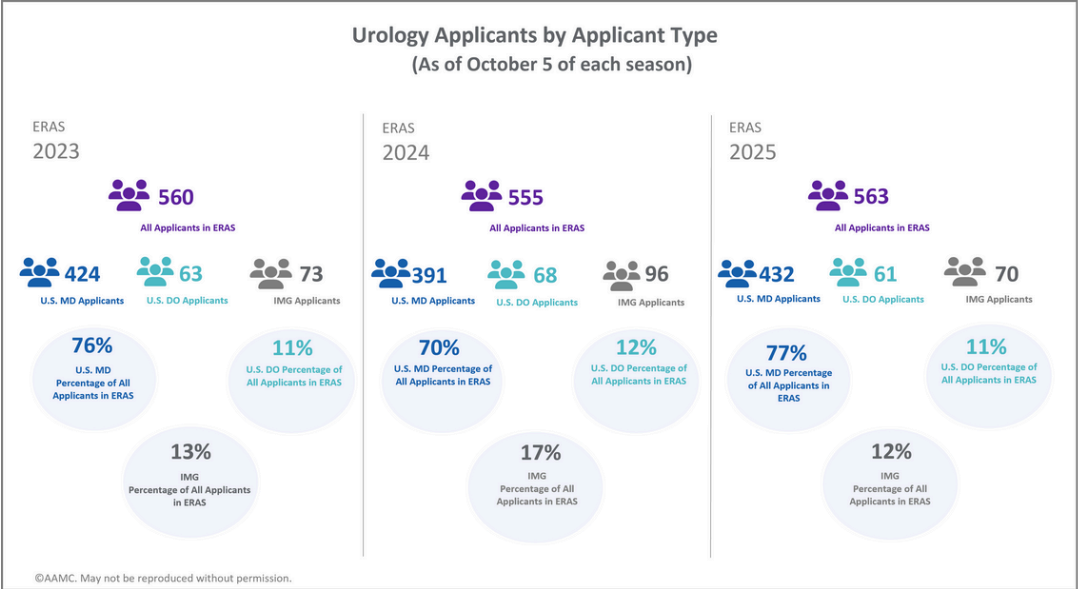 Urology Applicants by Applicant Type
(As of October 5 of each season)
ERAS
2023
560
All Applicants in ERAS
424
U.S. MD Applicants
63
U.S. DO Applicants
73
IMG Applicants
76%
U.S. MD
Percentage of All
Applicants in ERAS
11%
U.S. DO Percentage of
All Applicants in ERAS
13%
IMG
Percentage of All Applicants
in ERAS
ERAS
2024
555
All Applicants in ERAS
391
U.S. MD Applicants
68
U.S. DO Applicants
96
IMG Applicants
70%
U.S. MD Percentage of
All Applicants in ERAS
12%
U.S. DO Percentage of
All Applicants in ERAS
17%
IMG
Percentage of All
Applicants in ERAS
ERAS
2025
563
All Applicants in ERAS
432
U.S. MD Applicants
61
U.S. DO Applicants
70
IMG Applicants
77%
U.S. MD Percentage
of All Applicants in
ERAS
11%
U.S. DO Percentage of
All Applicants in ERAS
12%
IMG
Percentage of All
Applicants in ERAS
©AAMC. May not be reproduced without permission.